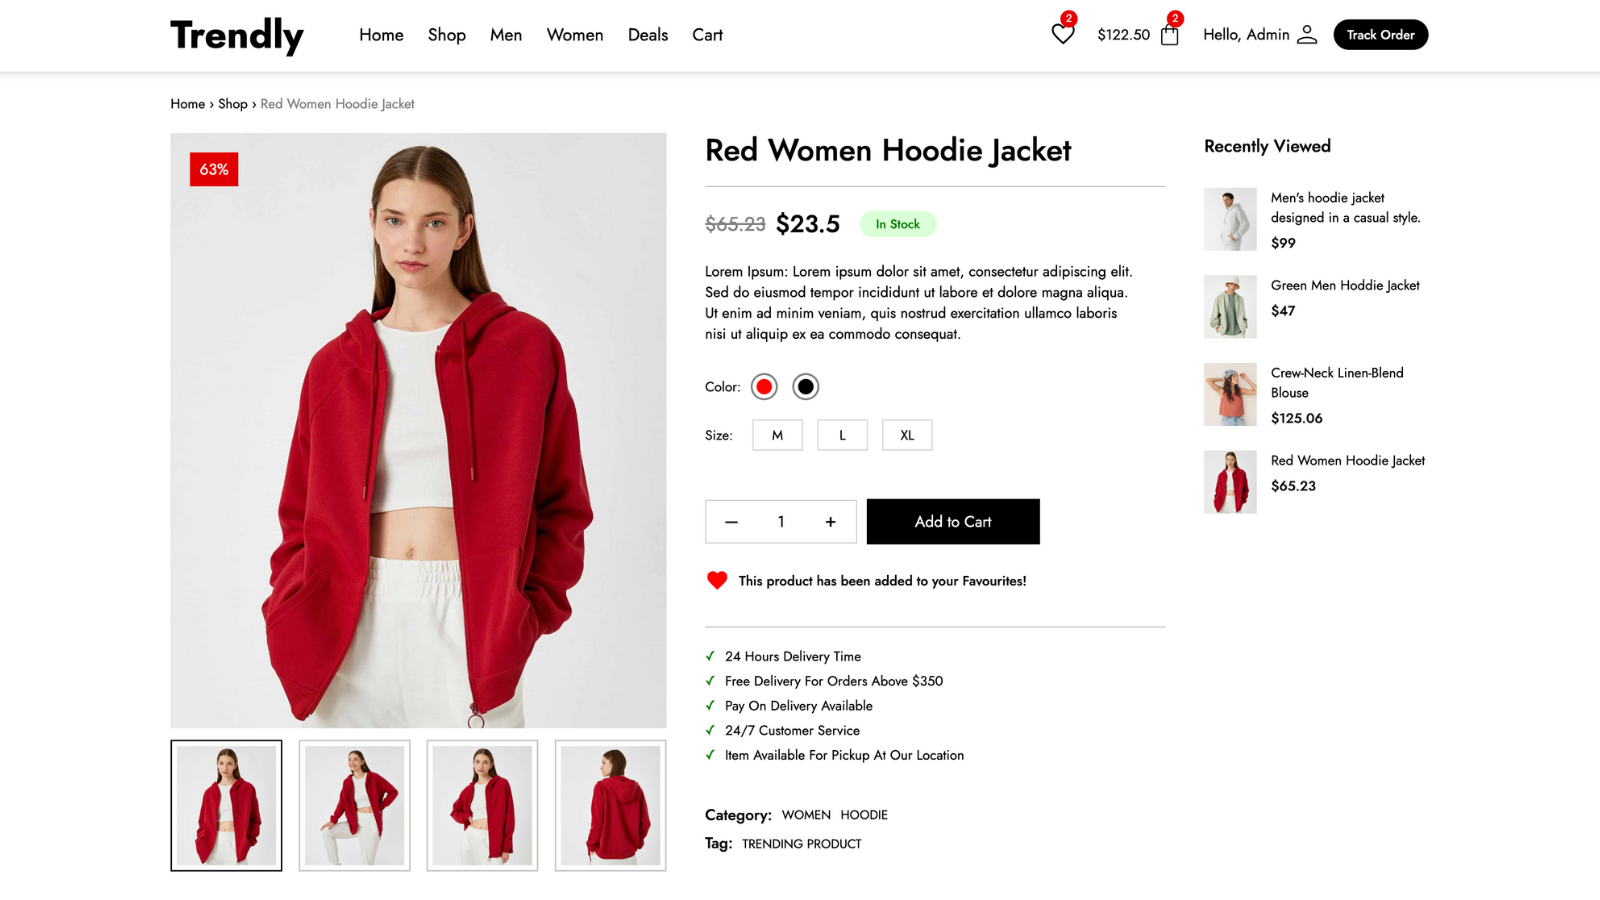 Trendly
Home Shop Men Women Deals Cart
2
$122.50
2
Hello, Admin
Track Order
Home › Shop › Red Women Hoodie Jacket
63%
Red Women Hoodie Jacket
$65.23 $23.5 In Stock
Lorem Ipsum: Lorem ipsum dolor sit amet, consectetur adipiscing elit.
Sed do eiusmod tempor incididunt ut labore et dolore magna aliqua.
Ut enim ad minim veniam, quis nostrud exercitation ullamco laboris
nisi ut aliquip ex ea commodo consequat.
Color:
Size: M L XL
— 1 + Add to Cart
This product has been added to your Favourites!
✓ 24 Hours Delivery Time
✓ Free Delivery For Orders Above $350
✓ Pay On Delivery Available
✓ 24/7 Customer Service
✓ Item Available For Pickup At Our Location
Category: WOMEN HOODIE
Tag: TRENDING PRODUCT
Recently Viewed
Men's hoodie jacket
designed in a casual style.
$99
Green Men Hoddie Jacket
$47
Crew-Neck Linen-Blend
Blouse
$125.06
Red Women Hoodie Jacket
$65.23